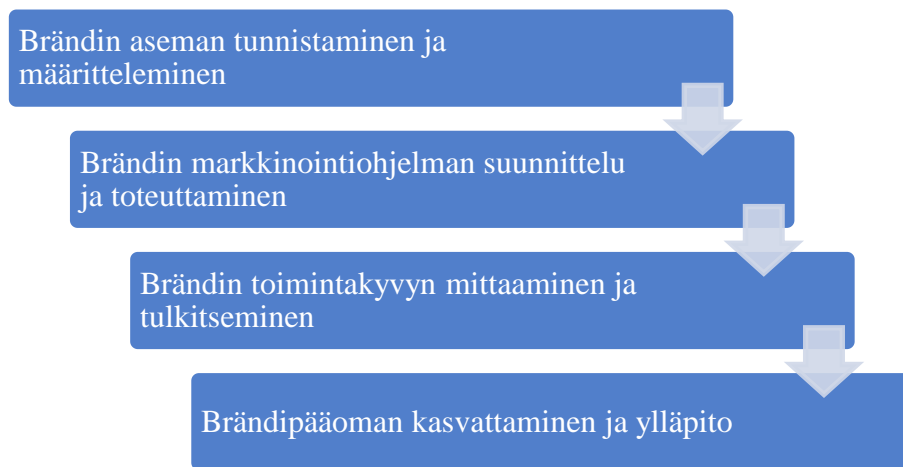 Brändin aseman tunnistaminen ja
määritteleminen
Brändin markkinointiohjelman suunnittelu
ja toteuttaminen
Brändin toimintakyvyn mittaaminen ja
tulkitseminen
Brändipääoman kasvattaminen ja ylläpito